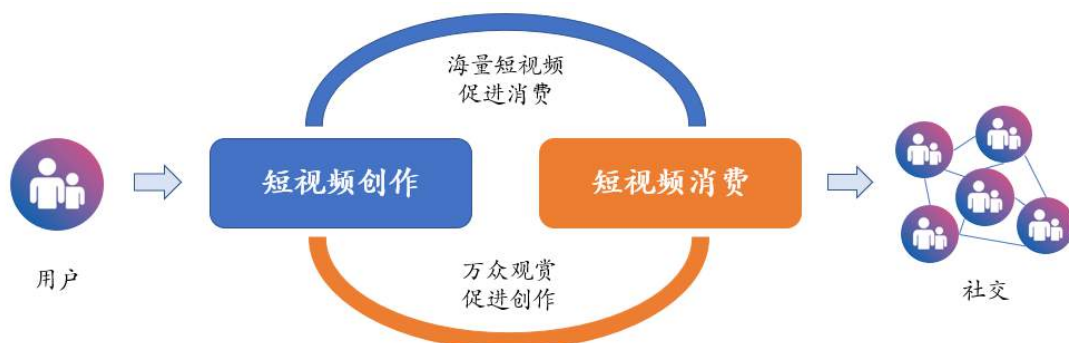 海量短视频
促进消费
短视频创作
短视频消费
万众观赏
促进创作
用户
社交